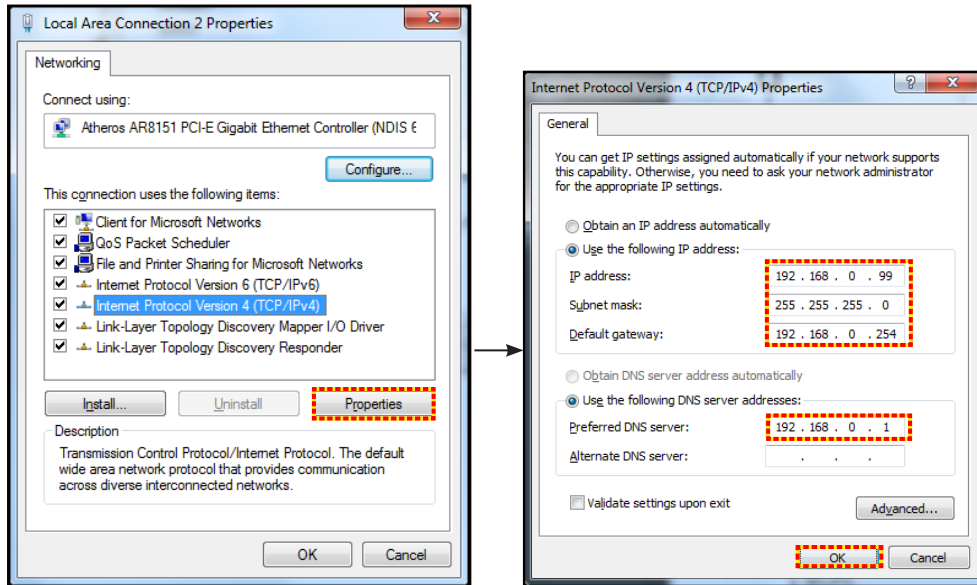 Local Area Connection 2 Properties
Networking
Connect using:
Atheros AR8151 PCI-E Gigabit Ethernet Controller (NDIS 6
Configure...
This connection uses the following items:
Client for Microsoft Networks
QoS Packet Scheduler
File and Printer Sharing for Microsoft Networks
Internet Protocol Version 6 (TCP/IPv6)
Internet Protocol Version 4 (TCP/IPv4)
Link-Layer Topology Discovery Mapper I/O Driver
Link-Layer Topology Discovery Responder
Install...
Uninstall
Properties
Description
Transmission Control Protocol/Internet Protocol. The default
wide area network protocol that provides communication
across diverse interconnected networks.
OK
Cancel
Internet Protocol Version 4 (TCP/IPv4) Properties
General
You can get IP settings assigned automatically if your network supports
this capability. Otherwise, you need to ask your network administrator
for the appropriate IP settings.
Obtain an IP address automatically
Use the following IP address:
IP address: 192 . 168 . 0 . 99
Subnet mask: 255 . 255 . 255 . 0
Default gateway: 192 . 168 . 0 . 254
Obtain DNS server address automatically
Use the following DNS server addresses:
Preferred DNS server: 192 . 168 . 0 . 1
Alternate DNS server: . . .
Validate settings upon exit
Advanced...
OK
Cancel